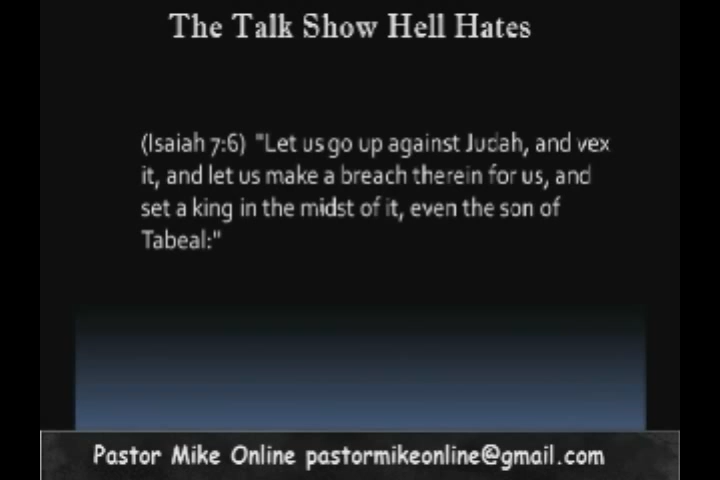 The Talk Show Hell Hates
(Isaiah 7:6) "Let us go up against Judah, and vex
it, and let us make a breach therein for us, and
set a king in the midst of it, even the son of
Tabeal:"
Pastor Mike Online pastormikeonline@gmail.com